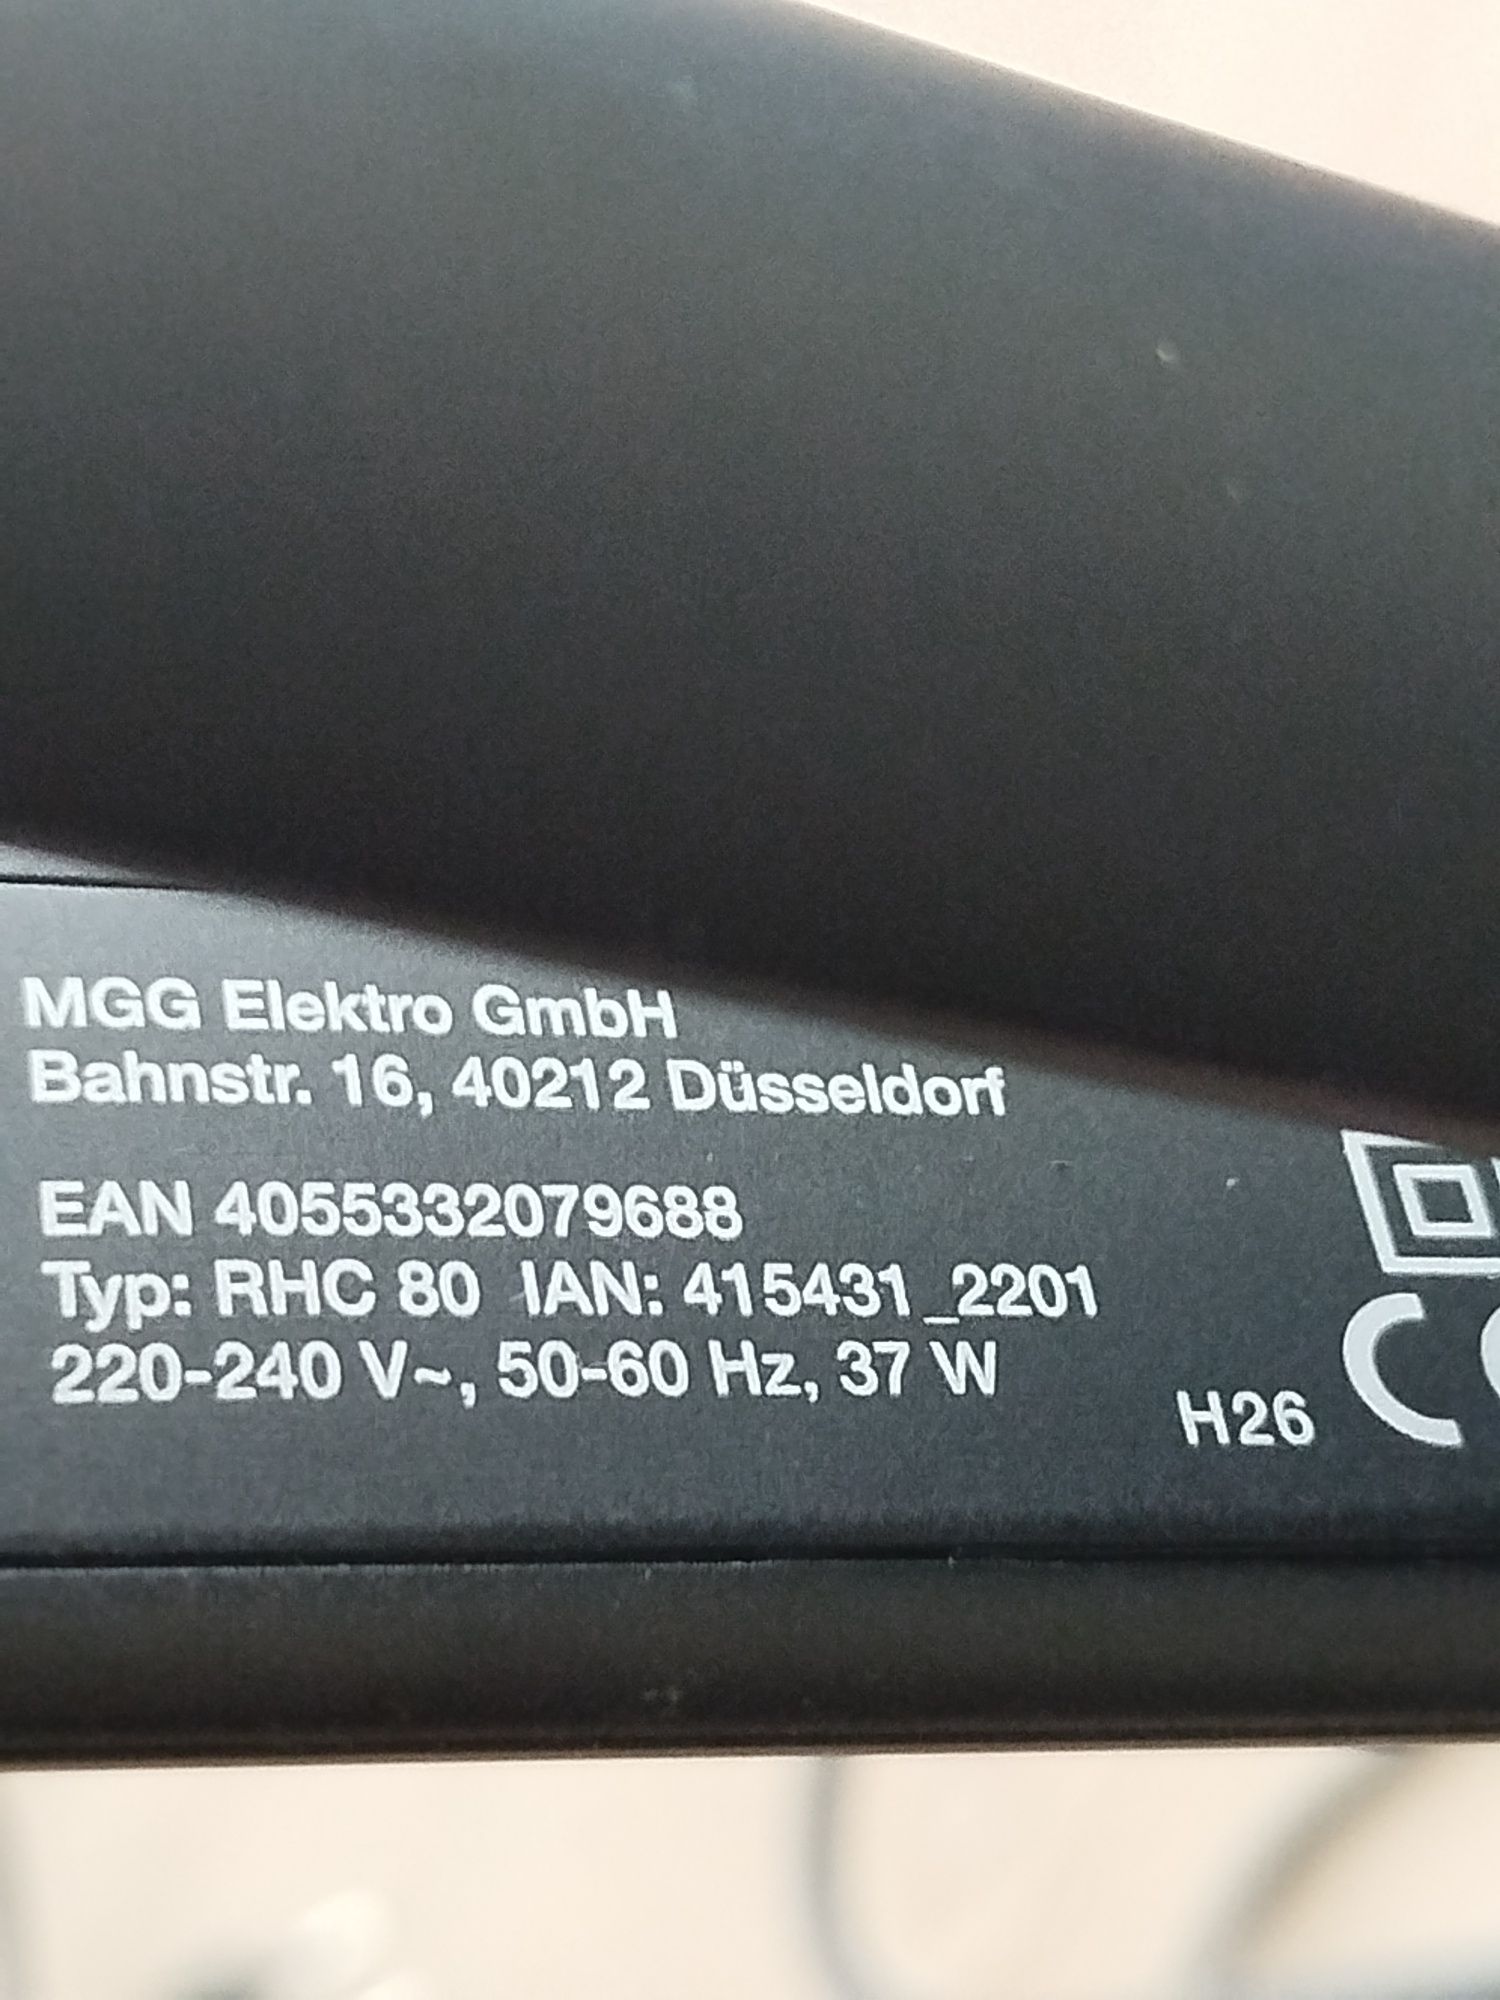 MGG Elektro GmbH
Bahnstr. 16, 40212 Düsseldorf
EAN 4055332079688
Typ: RHC 80 IAN: 415431_2201
220-240 V~, 50-60 Hz, 37 W
H26